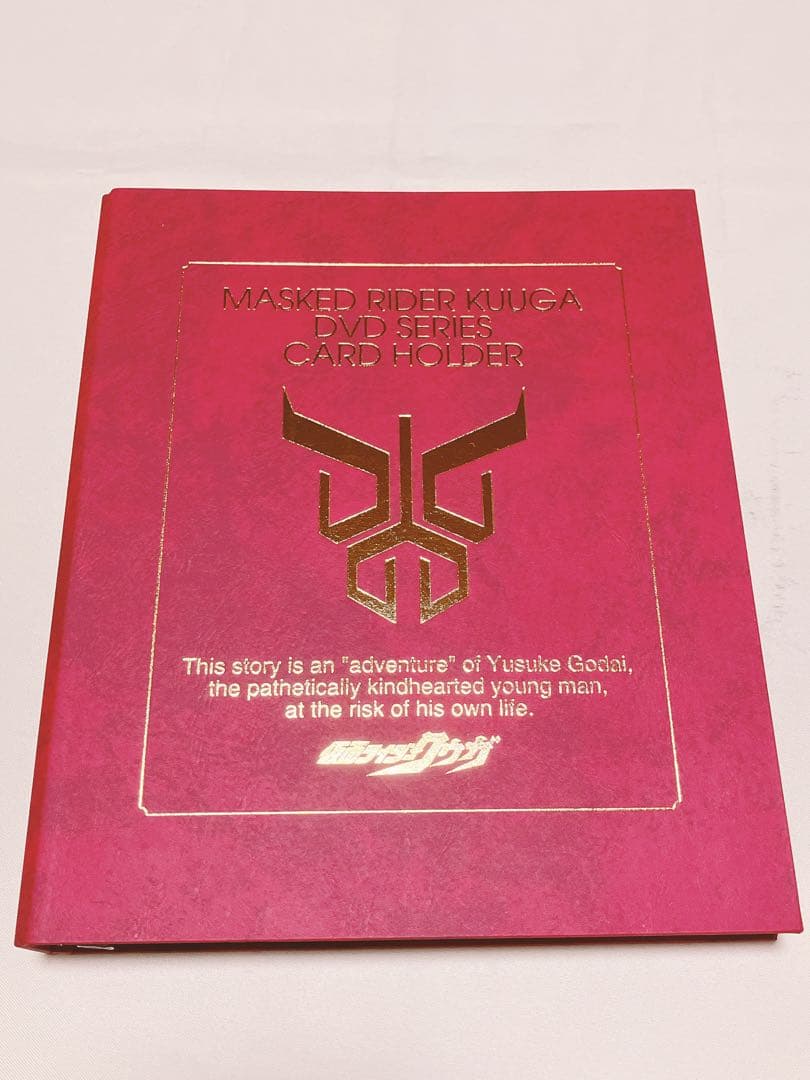 MASKED RIDER KUUGA
DVD SERIES
CARD HOLDER
This story is an "adventure" of Yusuke Godai,
the pathetically kindhearted young man,
at the risk of his own life.
仮面ライダークウガ